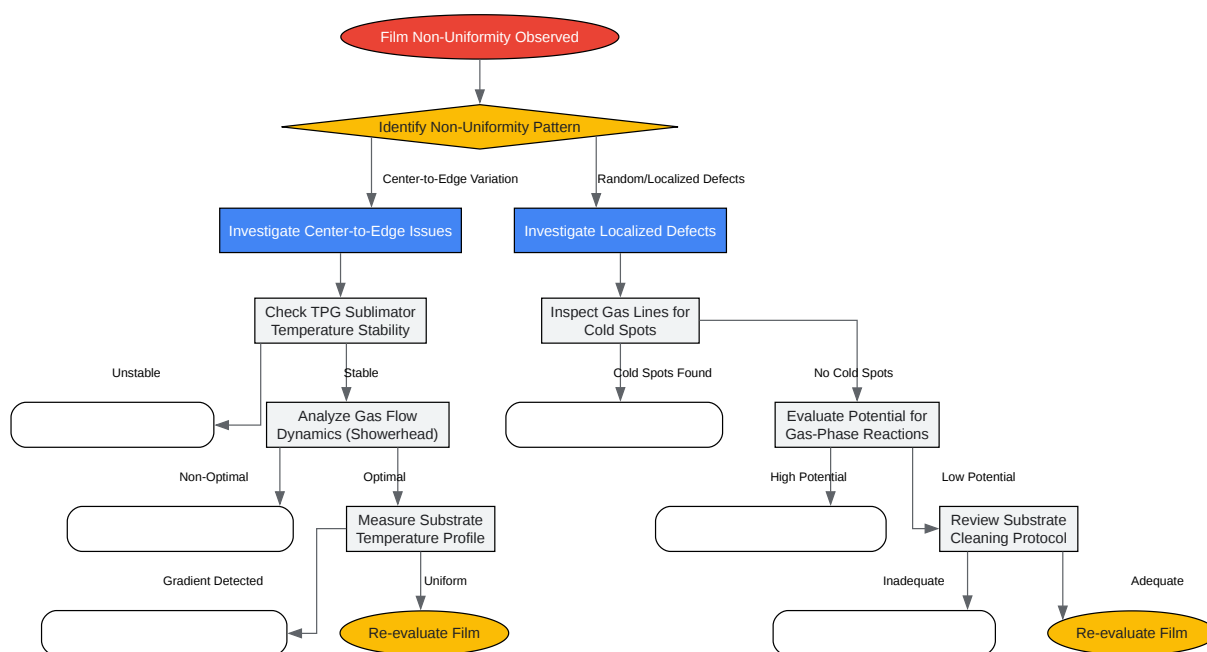 Film Non-Uniformity Observed
Identify Non-Uniformity Pattern
Center-to-Edge Variation
Random/Localized Defects
Investigate Center-to-Edge Issues
Investigate Localized Defects
Check TPG Sublimator
Temperature Stability
Inspect Gas Lines for
Cold Spots
Unstable
Stable
Cold Spots Found
No Cold Spots
Analyze Gas Flow
Dynamics (Showerhead)
Evaluate Potential for
Gas-Phase Reactions
Non-Optimal
Optimal
High Potential
Low Potential
Measure Substrate
Temperature Profile
Review Substrate
Cleaning Protocol
Gradient Detected
Uniform
Inadequate
Adequate
Re-evaluate Film
Re-evaluate Film